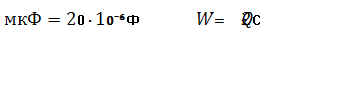 мкФ = 20 · 10⁻⁶Ф W =